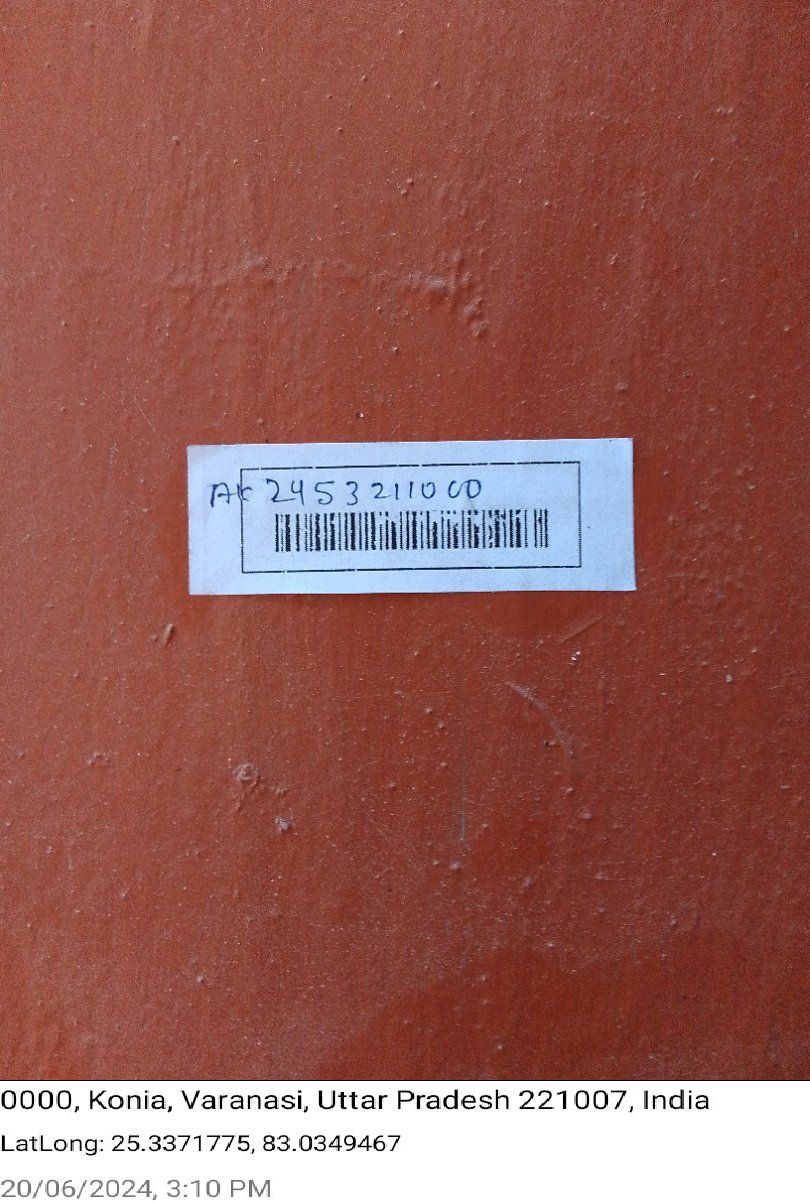 AK 2453211000
0000, Konia, Varanasi, Uttar Pradesh 221007, India
LatLong: 25.3371775, 83.0349467
20/06/2024, 3:10 PM